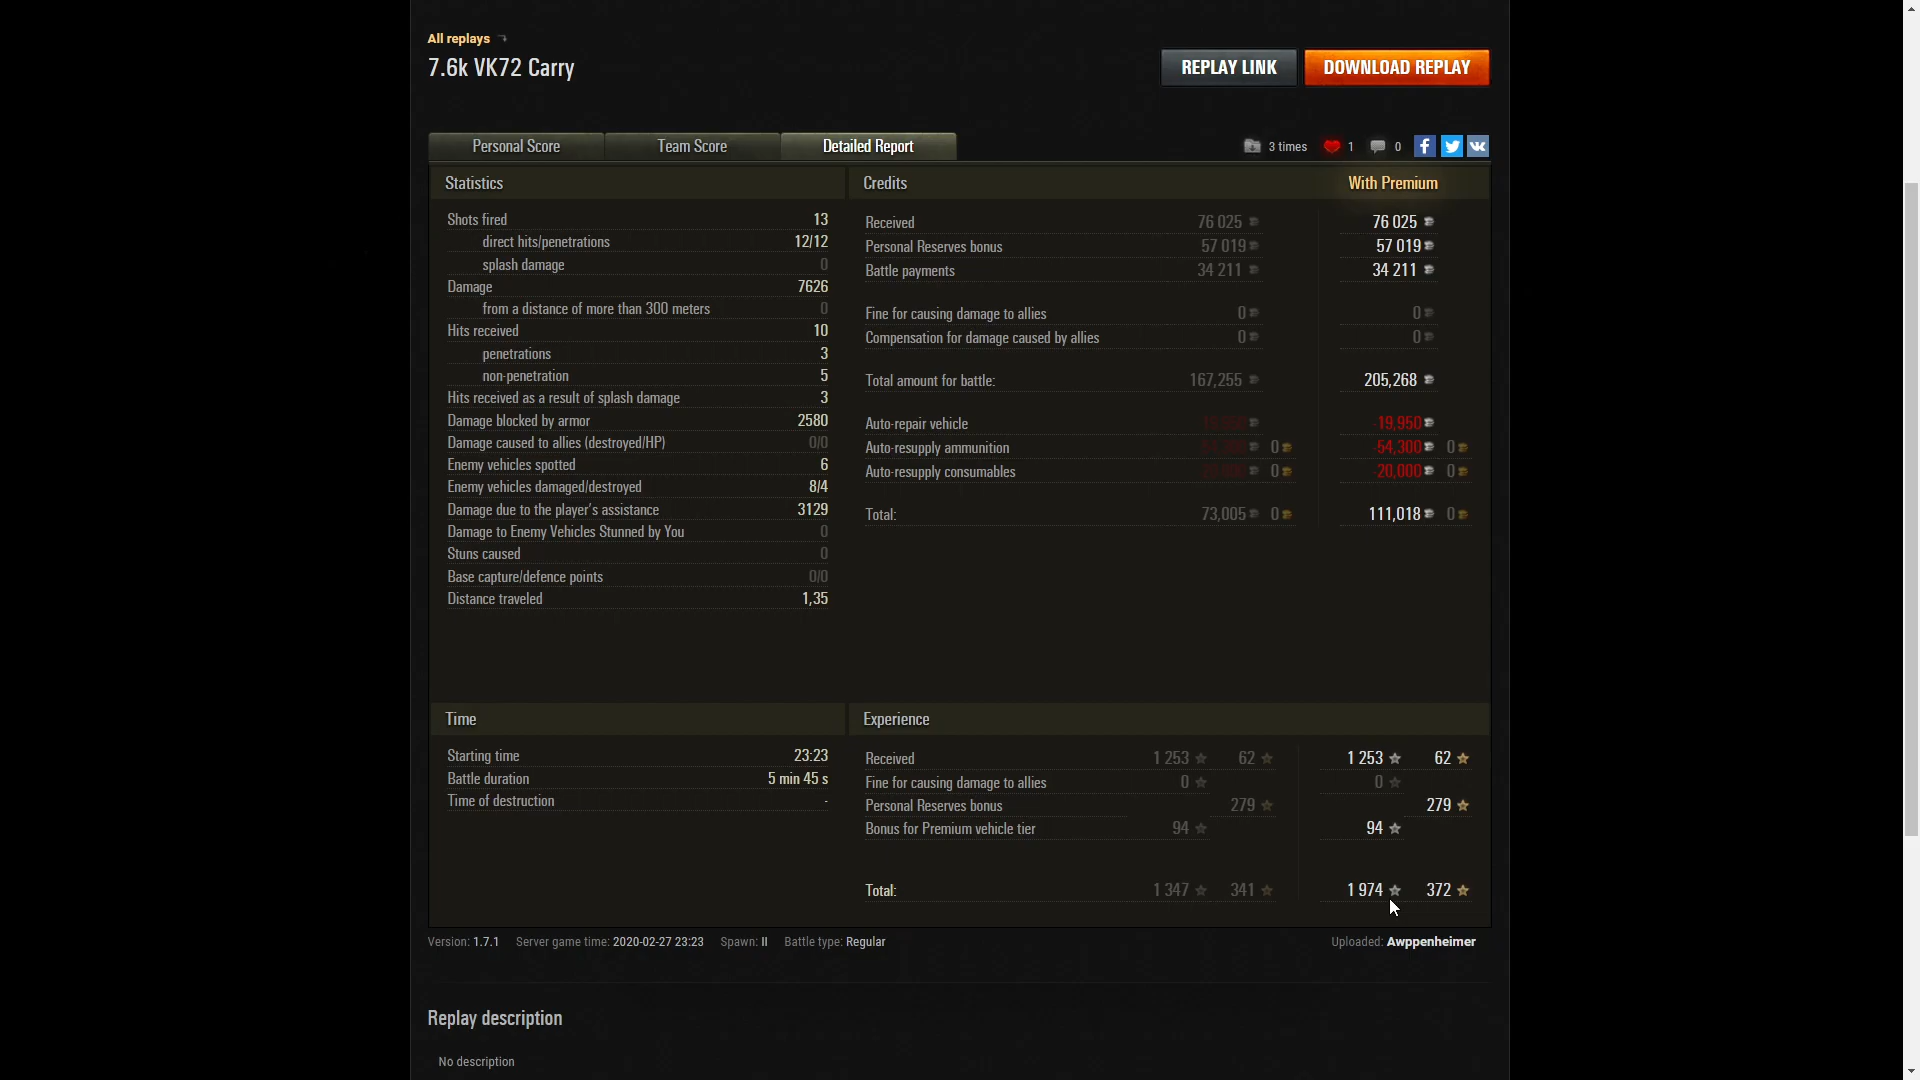 All replays
7.6k VK72 Carry
REPLAY LINK DOWNLOAD REPLAY
Personal Score Team Score Detailed Report 3 times 1 0
Statistics
Shots fired 13
direct hits/penetrations 12/12
splash damage 0
Damage 7626
from a distance of more than 300 meters 0
Hits received 10
penetrations 3
non-penetration 5
Hits received as a result of splash damage 3
Damage blocked by armor 2580
Damage caused to allies (destroyed/HP) 0/0
Enemy vehicles spotted 6
Enemy vehicles damaged/destroyed 8/4
Damage due to the player's assistance 3129
Damage to Enemy Vehicles Stunned by You 0
Stuns caused 0
Base capture/defence points 0/0
Distance traveled 1,35
Credits With Premium
Received 76 025 76 025
Personal Reserves bonus 57 019 57 019
Battle payments 34 211 34 211
Fine for causing damage to allies 0 0
Compensation for damage caused by allies 0 0
Total amount for battle: 167,255 205,268
Auto-repair vehicle -19,950
Auto-resupply ammunition 0 -54,300 0
Auto-resupply consumables 0 -20,000 0
Total: 73,005 0 111,018 0
Time
Starting time 23:23
Battle duration 5 min 45 s
Time of destruction -
Experience
Received 1 253 62 1 253 62
Fine for causing damage to allies 0 0
Personal Reserves bonus 279 279
Bonus for Premium vehicle tier 94 94
Total: 1 347 341 1 974 372
Version: 1.7.1 Server game time: 2020-02-27 23:23 Spawn: II Battle type: Regular Uploaded: Awppenheimer
Replay description
No description